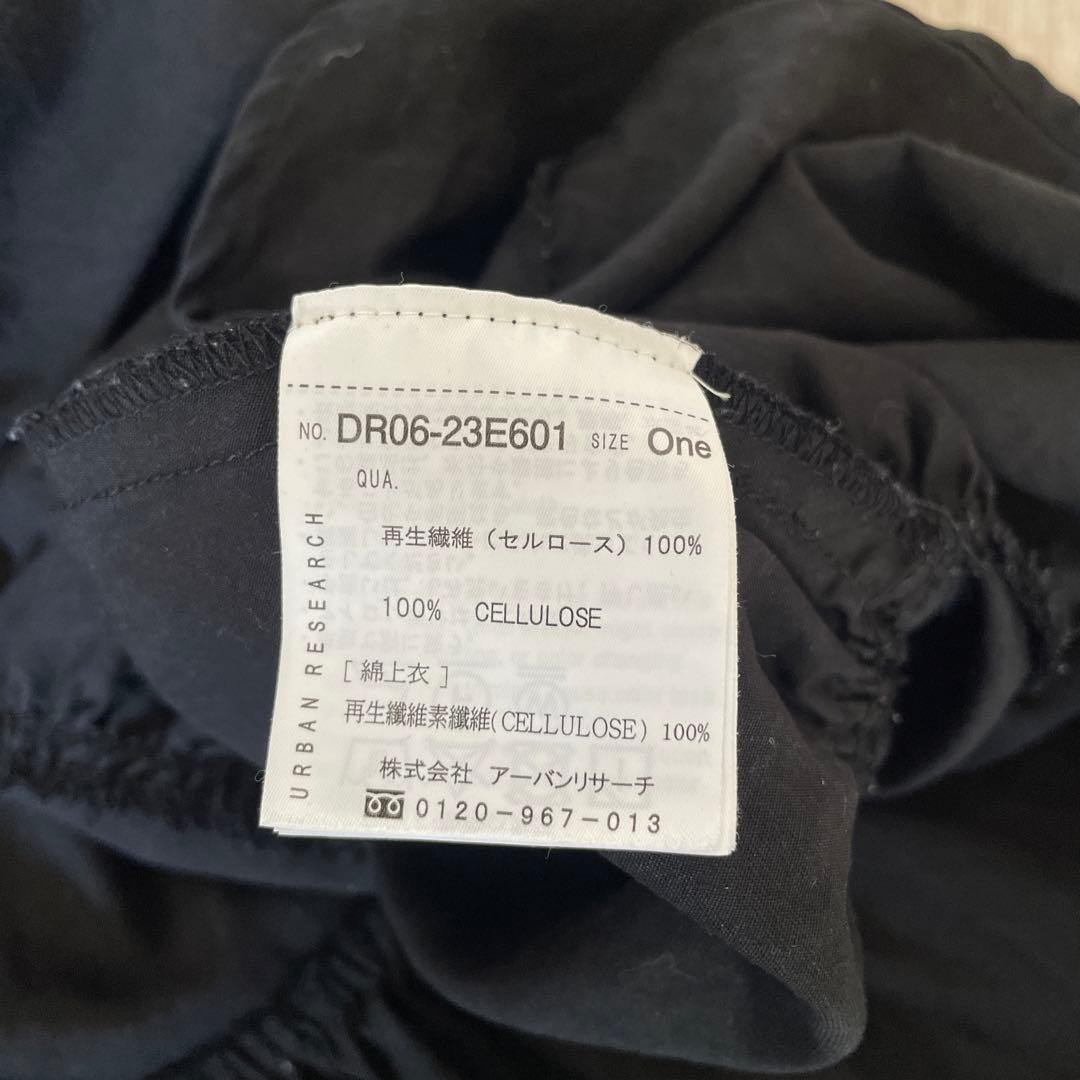 NO. DR06-23E601 SIZE One
QUA.
再生繊維（セルロース）100%
100% CELLULOSE
[ 綿上衣 ]
再生纖維素纖維(CELLULOSE) 100%
株式会社 アーバンリサーチ
0120-967-013
URBAN RESEARCH